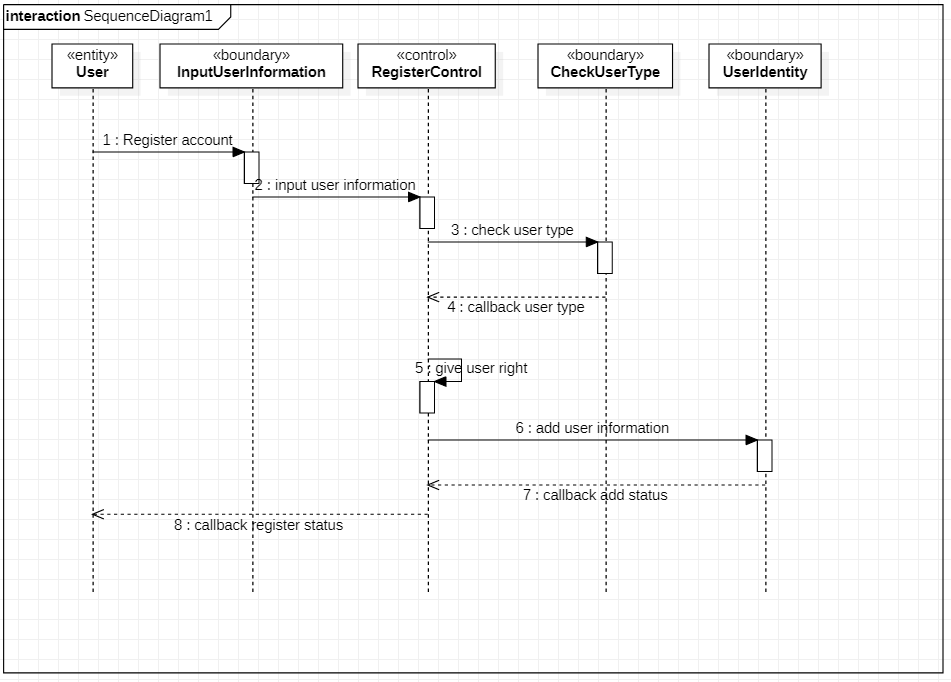 interaction SequenceDiagram1
«entity»
User
«boundary»
InputUserInformation
«control»
RegisterControl
«boundary»
CheckUserType
«boundary»
UserIdentity
1 : Register account
2 : input user information
3 : check user type
4 : callback user type
5 : give user right
6 : add user information
7 : callback add status
8 : callback register status